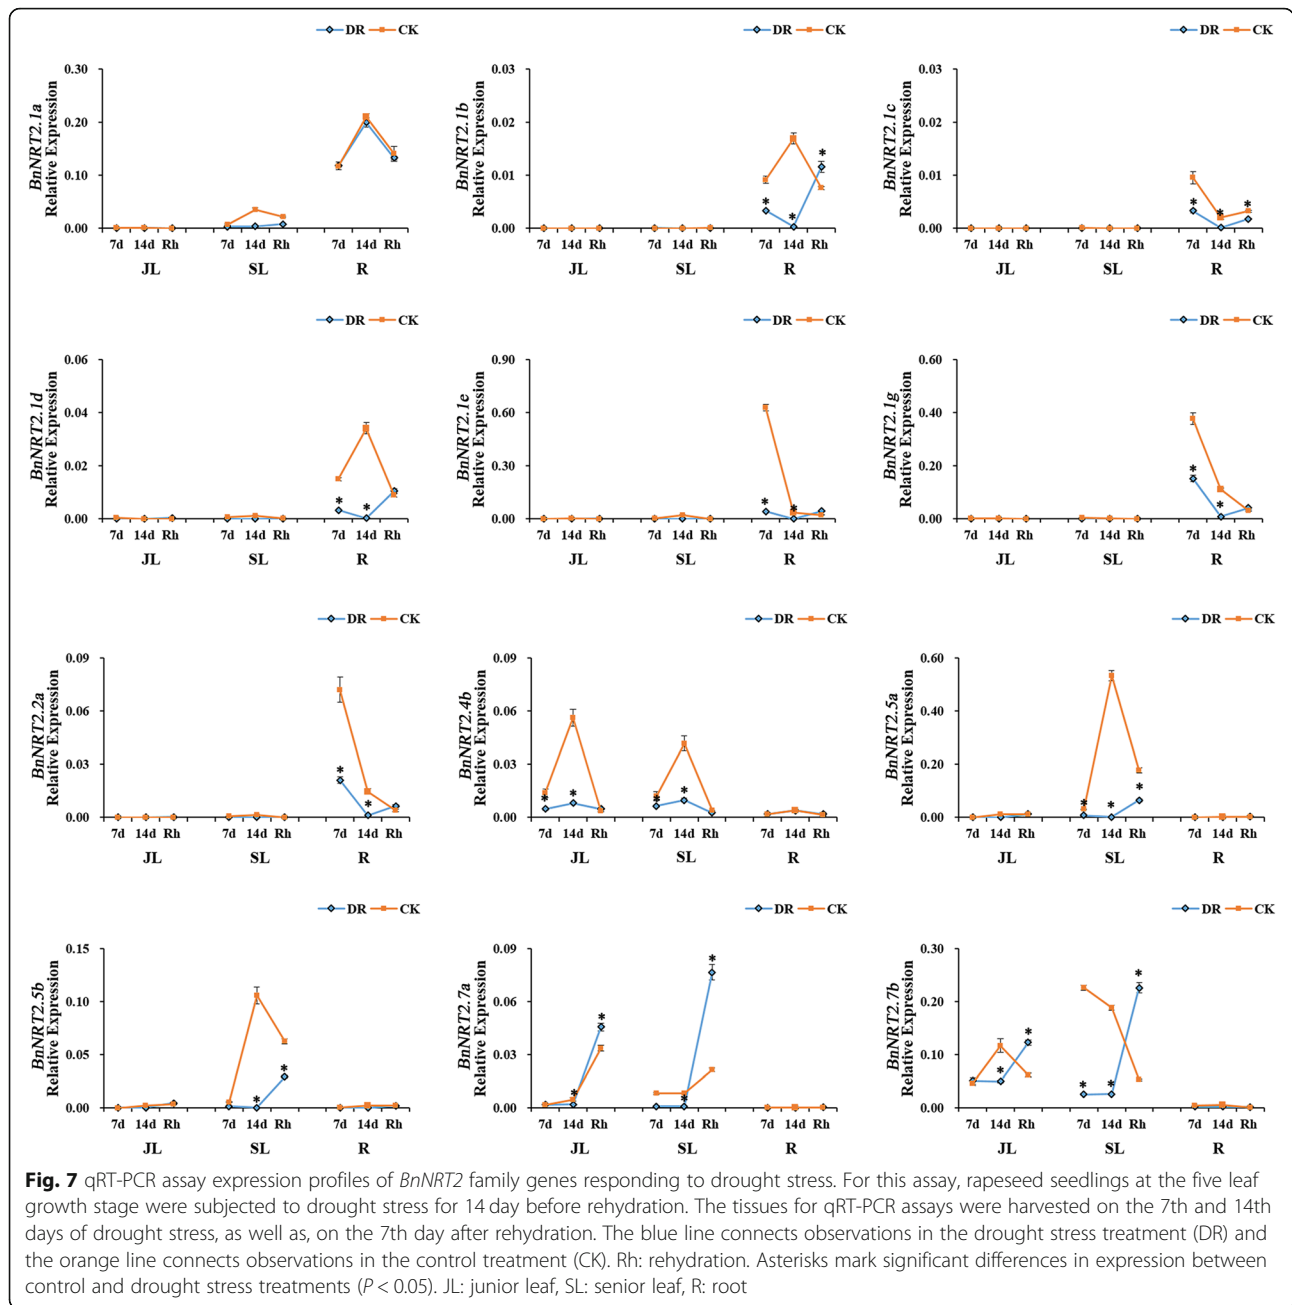 DR CK
DR CK
DR CK
BnNRT2.1a
Relative Expression
0.30
0.20
0.10
0.00
7d 14d Rh 7d 14d Rh 7d 14d Rh
JL SL R
BnNRT2.1b
Relative Expression
0.03
0.02
0.01
0.00
* * *
7d 14d Rh 7d 14d Rh 7d 14d Rh
JL SL R
BnNRT2.1c
Relative Expression
0.03
0.02
0.01
0.00
* * *
7d 14d Rh 7d 14d Rh 7d 14d Rh
JL SL R
DR CK
DR CK
DR CK
BnNRT2.1d
Relative Expression
0.06
0.04
0.02
0.00
* *
7d 14d Rh 7d 14d Rh 7d 14d Rh
JL SL R
BnNRT2.1e
Relative Expression
0.90
0.60
0.30
0.00
* *
7d 14d Rh 7d 14d Rh 7d 14d Rh
JL SL R
BnNRT2.1g
Relative Expression
0.60
0.40
0.20
0.00
* *
7d 14d Rh 7d 14d Rh 7d 14d Rh
JL SL R
DR CK
DR CK
DR CK
BnNRT2.2a
Relative Expression
0.09
0.06
0.03
0.00
* *
7d 14d Rh 7d 14d Rh 7d 14d Rh
JL SL R
BnNRT2.4b
Relative Expression
0.09
0.06
0.03
0.00
* * * *
7d 14d Rh 7d 14d Rh 7d 14d Rh
JL SL R
BnNRT2.5a
Relative Expression
0.60
0.40
0.20
0.00
* * *
7d 14d Rh 7d 14d Rh 7d 14d Rh
JL SL R
DR CK
DR CK
DR CK
BnNRT2.5b
Relative Expression
0.15
0.10
0.05
0.00
* *
7d 14d Rh 7d 14d Rh 7d 14d Rh
JL SL R
BnNRT2.7a
Relative Expression
0.09
0.06
0.03
0.00
* * * *
7d 14d Rh 7d 14d Rh 7d 14d Rh
JL SL R
BnNRT2.7b
Relative Expression
0.30
0.20
0.10
0.00
* * * * *
7d 14d Rh 7d 14d Rh 7d 14d Rh
JL SL R
Fig. 7 qRT-PCR assay expression profiles of BnNRT2 family genes responding to drought stress. For this assay, rapeseed seedlings at the five leaf
growth stage were subjected to drought stress for 14 day before rehydration. The tissues for qRT-PCR assays were harvested on the 7th and 14th
days of drought stress, as well as, on the 7th day after rehydration. The blue line connects observations in the drought stress treatment (DR) and
the orange line connects observations in the control treatment (CK). Rh: rehydration. Asterisks mark significant differences in expression between
control and drought stress treatments (P < 0.05). JL: junior leaf, SL: senior leaf, R: root